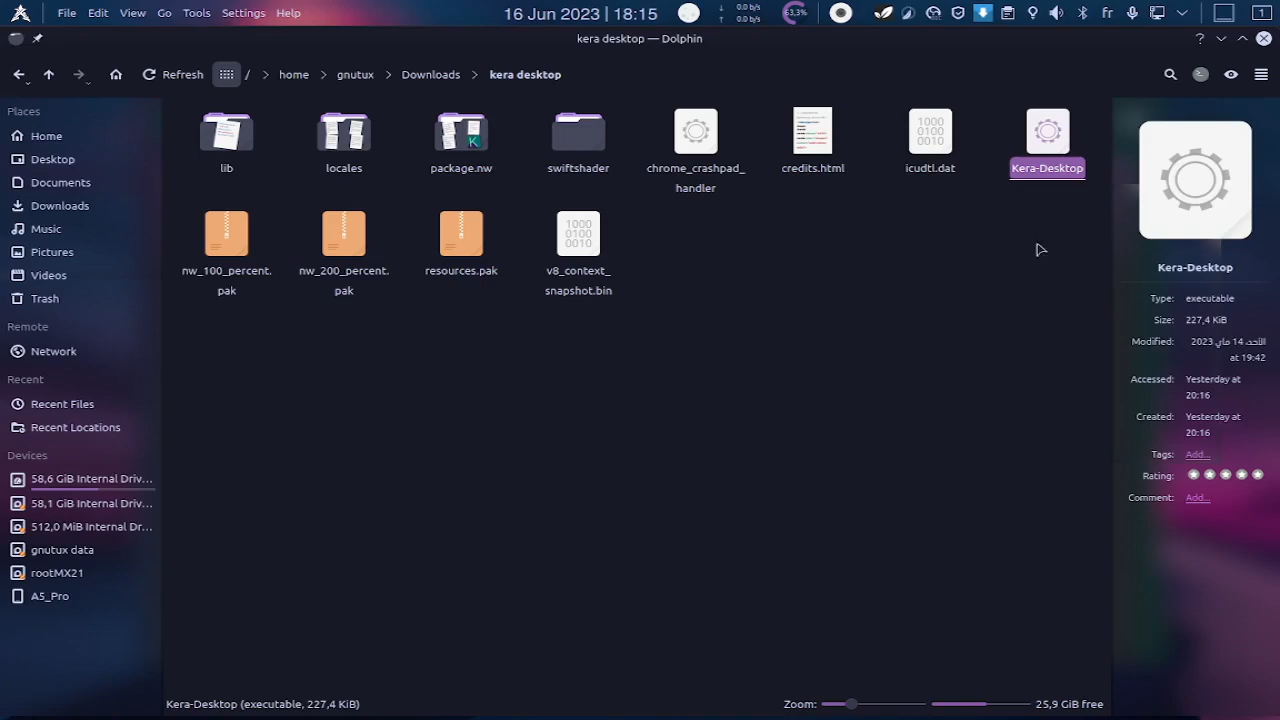 File Edit View Go Tools Settings Help 16 Jun 2023 | 18:15 ↓ 0.0 b/s 63,3% fr 1
↑ 0.0 b/s
kera desktop — Dolphin
Refresh / > home > gnutux > Downloads > kera desktop
Places
Home
Desktop
Documents
Downloads
Music
Pictures
Videos
Trash
Remote
Network
Recent
Recent Files
Recent Locations
Devices
58,6 GiB Internal Driv...
58,1 GiB Internal Driv...
512,0 MiB Internal Dr...
gnutux data
rootMX21
A5_Pro
lib
locales
package.nw
swiftshader
chrome_crashpad_
handler
credits.html
icudtl.dat
Kera-Desktop
nw_100_percent.
pak
nw_200_percent.
pak
resources.pak
v8_context_
snapshot.bin
Kera-Desktop
Type: executable
Size: 227,4 KiB
Modified: الأحد، 14 ماي 2023
at 19:42
Accessed: Yesterday at
20:16
Created: Yesterday at
20:16
Tags: Add...
Rating:
Comment: Add...
Kera-Desktop (executable, 227,4 KiB)
Zoom: 25,9 GiB free